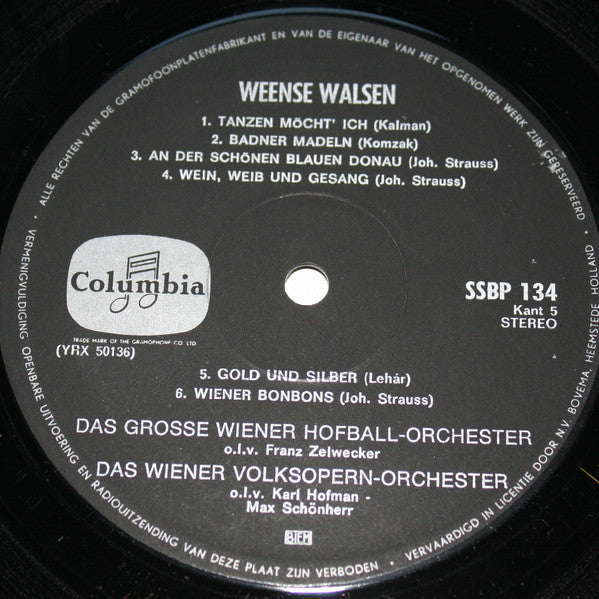 ALLE RECHTEN VAN DE GRAMOFOONPLATENFABRIKANT EN VAN DE EIGENAAR VAN HET OPGENOMEN WERK ZIJN GERESERVEERD
WEENSE WALSEN
1. TANZEN MÖCHT' ICH (Kalman)
2. BADNER MADELN (Komzak)
3. AN DER SCHÖNEN BLAUEN DONAU (Joh. Strauss)
4. WEIN, WEIB UND GESANG (Joh. Strauss)
Columbia
TRADE MARK OF THE GRAMOPHONE CO. LTD.
(YRX 50136)
SSBP 134
Kant 5
STEREO
5. GOLD UND SILBER (Lehár)
6. WIENER BONBONS (Joh. Strauss)
DAS GROSSE WIENER HOFBALL-ORCHESTER
o.l.v. Franz Zelwecker
DAS WIENER VOLKSOPERN-ORCHESTER
o.l.v. Karl Hofman -
Max Schönherr
BIEM
VERMENIGVULDIGING OPENBARE UITVOERING EN RADIOUITZENDING VAN DEZE PLAAT ZIJN VERBODEN • VERVAARDIGD IN LICENTIE DOOR N.V. BOVEMA, HEEMSTEDE, HOLLAND